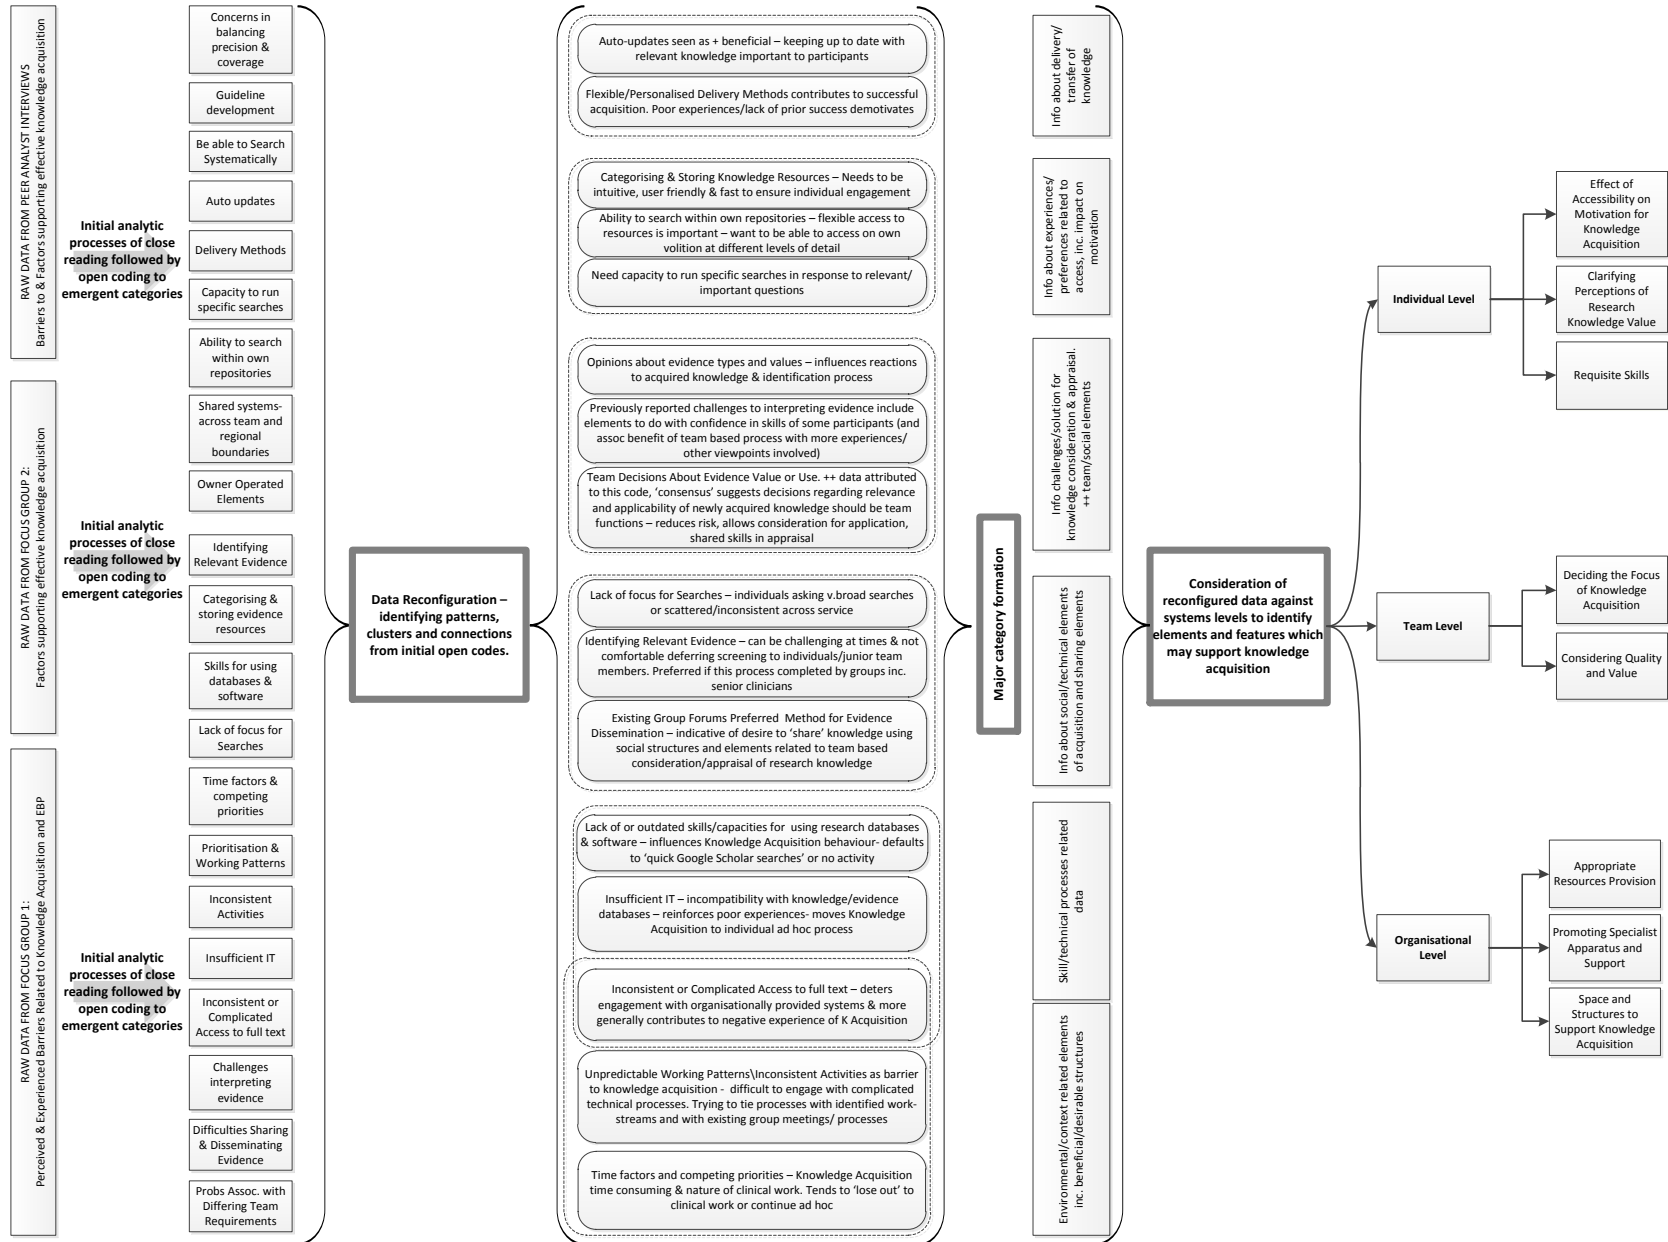 RAW DATA FROM PEER ANALYST INTERVIEWS
Barriers to & Factors supporting effective knowledge acquisition
RAW DATA FROM FOCUS GROUP 2:
Factors supporting effective knowledge acquisition
RAW DATA FROM FOCUS GROUP 1:
Perceived & Experienced Barriers Related to Knowledge Acquisition and EBP
Initial analytic
processes of close
reading followed by
open coding to
emergent categories
Initial analytic
processes of close
reading followed by
open coding to
emergent categories
Initial analytic
processes of close
reading followed by
open coding to
emergent categories
Concerns in
balancing
precision &
coverage
Guideline
development
Be able to Search
Systematically
Auto updates
Delivery Methods
Capacity to run
specific searches
Ability to search
within own
repositories
Shared systems-
across team and
regional
boundaries
Owner Operated
Elements
Identifying
Relevant Evidence
Categorising &
storing evidence
resources
Skills for using
databases &
software
Lack of focus for
Searches
Time factors &
competing
priorities
Prioritisation &
Working Patterns
Inconsistent
Activities
Insufficient IT
Inconsistent or
Complicated
Access to full text
Challenges
interpreting
evidence
Difficulties Sharing
& Disseminating
Evidence
Probs Assoc. with
Differing Team
Requirements
Data Reconfiguration –
identifying patterns,
clusters and connections
from initial open codes.
Auto-updates seen as + beneficial – keeping up to date with
relevant knowledge important to participants
Flexible/Personalised Delivery Methods contributes to successful
acquisition. Poor experiences/lack of prior success demotivates
Categorising & Storing Knowledge Resources – Needs to be
intuitive, user friendly & fast to ensure individual engagement
Ability to search within own repositories – flexible access to
resources is important – want to be able to access on own
volition at different levels of detail
Need capacity to run specific searches in response to relevant/
important questions
Opinions about evidence types and values – influences reactions
to acquired knowledge & identification process
Previously reported challenges to interpreting evidence include
elements to do with confidence in skills of some participants (and
assoc benefit of team based process with more experiences/
other viewpoints involved)
Team Decisions About Evidence Value or Use. ++ data attributed
to this code, ‘consensus’ suggests decisions regarding relevance
and applicability of newly acquired knowledge should be team
functions – reduces risk, allows consideration for application,
shared skills in appraisal
Lack of focus for Searches – individuals asking v.broad searches
or scattered/inconsistent across service
Identifying Relevant Evidence – can be challenging at times & not
comfortable deferring screening to individuals/junior team
members. Preferred if this process completed by groups inc.
senior clinicians
Existing Group Forums Preferred  Method for Evidence
Dissemination – indicative of desire to ‘share’ knowledge using
social structures and elements related to team based
consideration/appraisal of research knowledge
Lack of or outdated skills/capacities for  using research databases
& software – influences Knowledge Acquisition behaviour- defaults
to ‘quick Google Scholar searches’ or no activity
Insufficient IT – incompatibility with knowledge/evidence
databases – reinforces poor experiences- moves Knowledge
Acquisition to individual ad hoc process
Inconsistent or Complicated Access to full text – deters
engagement with organisationally provided systems & more
generally contributes to negative experience of K Acquisition
Unpredictable Working Patterns\Inconsistent Activities as barrier
to knowledge acquisition -  difficult to engage with complicated
technical processes. Trying to tie processes with identified work-
streams and with existing group meetings/ processes
Time factors and competing priorities – Knowledge Acquisition
time consuming & nature of clinical work. Tends to ‘lose out’ to
clinical work or continue ad hoc
Major category formation
Info about delivery/
transfer of
knowledge
Info about experiences/
preferences related to
access, inc. impact on
motivation
Info challenges/solution for
knowledge consideration & appraisal.
++ team/social elements
Info about social/technical elements
of acquisition and sharing elements
Skill/technical processes related
data
Environmental/context related elements
inc. beneficial/desirable structures
Consideration of
reconfigured data against
systems levels to identify
elements and features which
may support knowledge
acquisition
Individual Level
Effect of
Accessibility on
Motivation for
Knowledge
Acquisition
Clarifying
Perceptions of
Research
Knowledge Value
Requisite Skills
Team Level
Deciding the Focus
of Knowledge
Acquisition
Considering Quality
and Value
Organisational
Level
Appropriate
Resources Provision
Promoting Specialist
Apparatus and
Support
Space and
Structures to
Support Knowledge
Acquisition